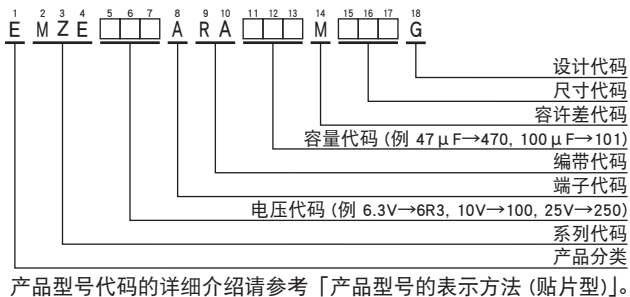 1 2 3 4 5 6 7 8 9 10 11 12 13 14 15 16 17 18
E M Z E □□□ A R A □□□ M □□□ G
设计代码
尺寸代码
容许差代码
容量代码 (例 47μF→470, 100μF→101)
编带代码
端子代码
电压代码 (例 6.3V→6R3, 10V→100, 25V→250)
系列代码
产品分类
产品型号代码的详细介绍请参考「产品型号的表示方法 (贴片型)」。